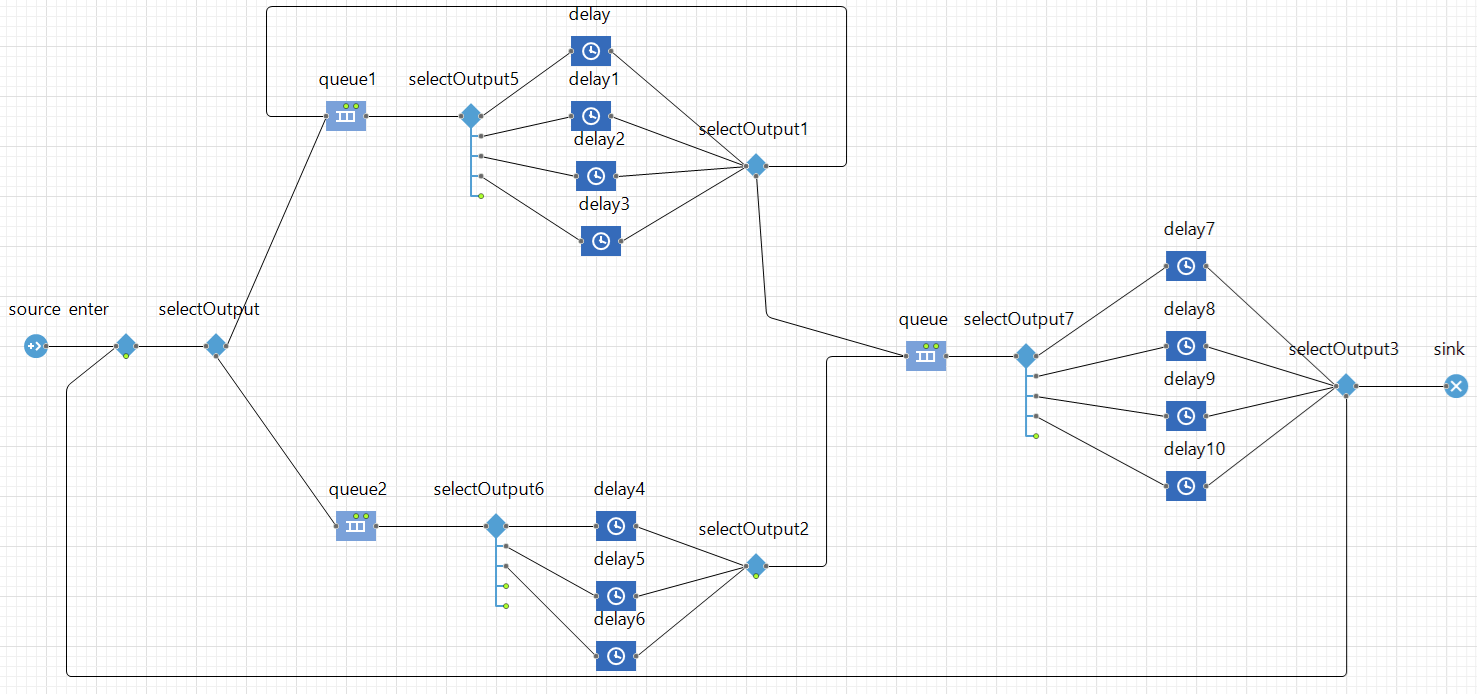 delay
queue1
selectOutput5
delay1
selectOutput1
delay2
delay3
delay7
source
enter
selectOutput
queue
selectOutput7
delay8
selectOutput3
sink
delay9
delay10
queue2
selectOutput6
delay4
selectOutput2
delay5
delay6